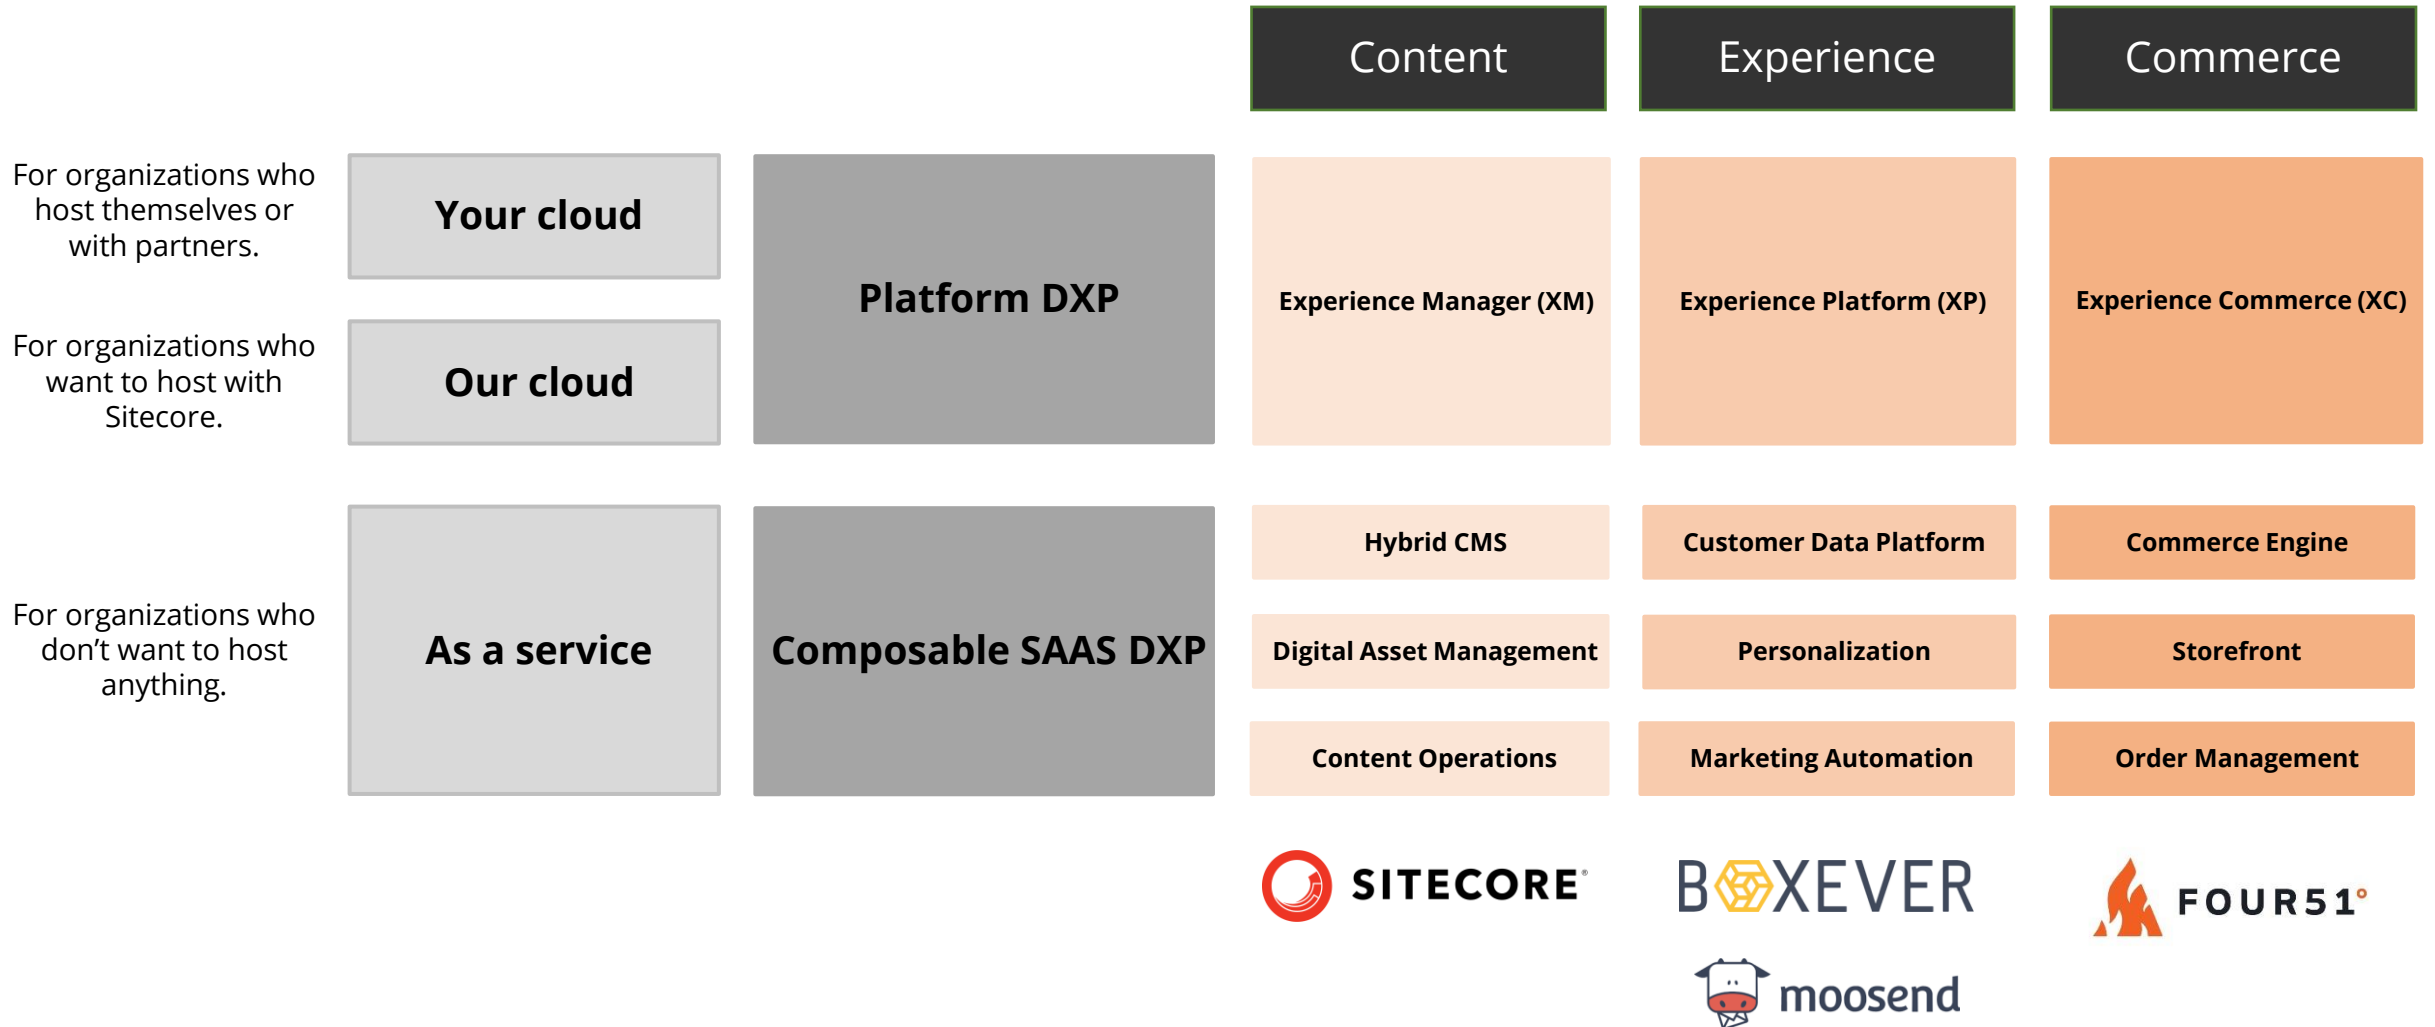 Content
Experience
Commerce
For organizations who
host themselves or
with partners.
Your cloud
Platform DXP
Experience Manager (XM)
Experience Platform (XP)
Experience Commerce (XC)
For organizations who
want to host with
Sitecore.
Our cloud
For organizations who
don’t want to host
anything.
As a service
Composable SAAS DXP
Hybrid CMS
Customer Data Platform
Commerce Engine
Digital Asset Management
Personalization
Storefront
Content Operations
Marketing Automation
Order Management
SITECORE®
BOXEVER
FOUR51°
moosend